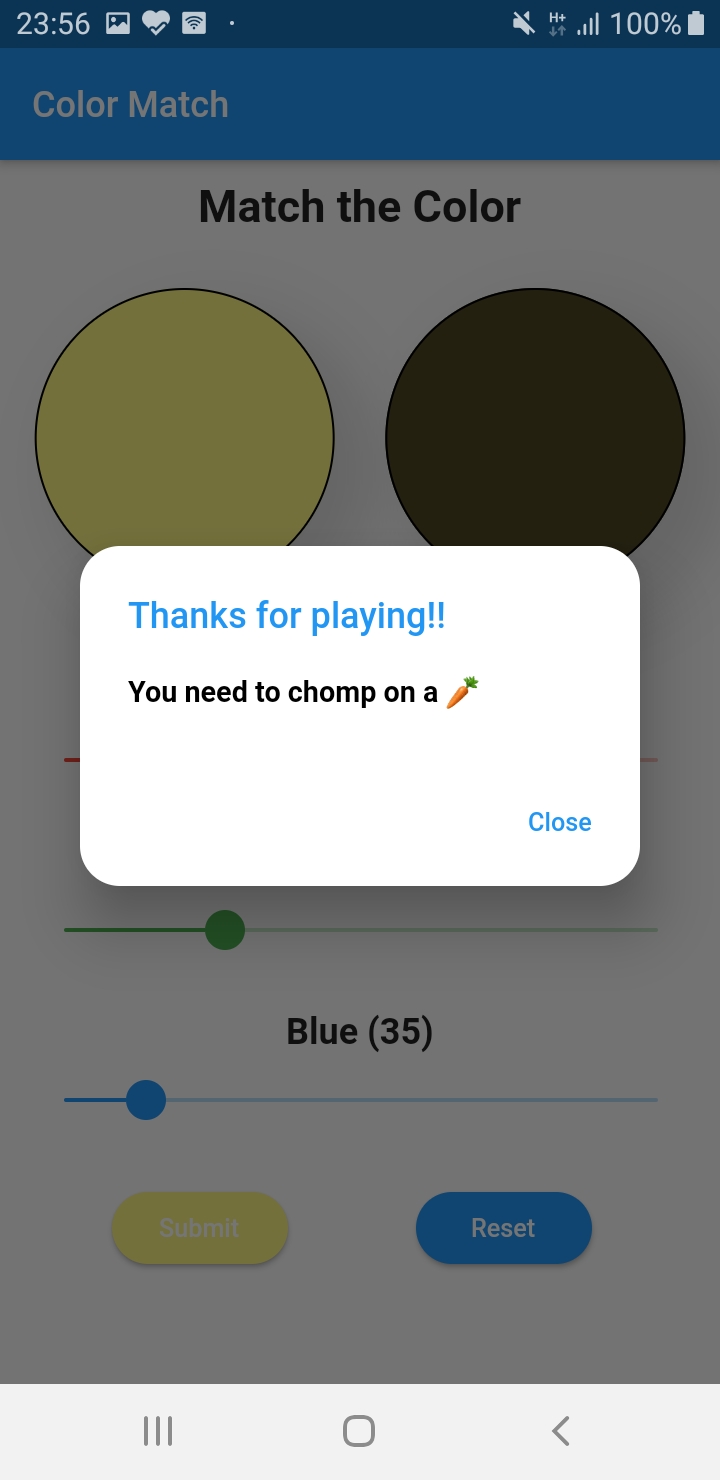 23:56 H+ 100%
Color Match
Match the Color
Thanks for playing!!
You need to chomp on a 🥕
Close
Blue (35)
Submit Reset